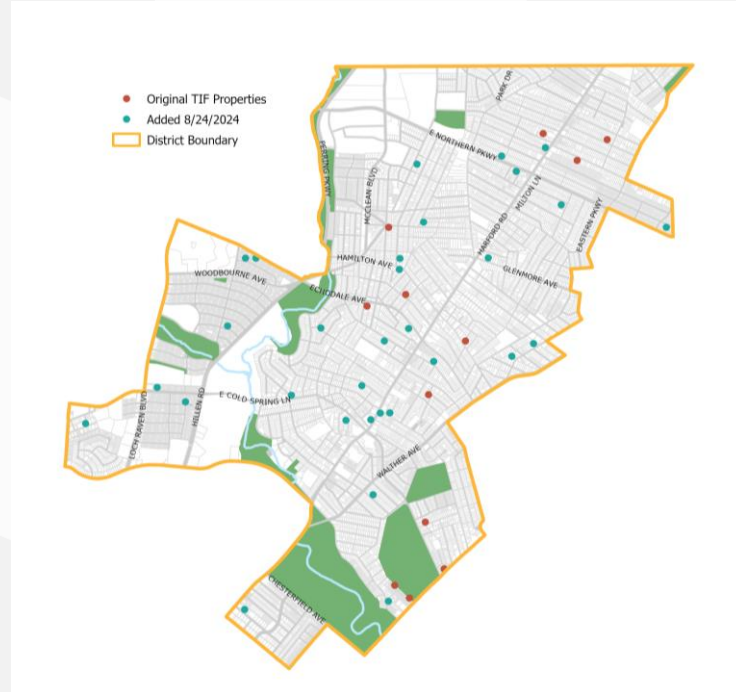 Original TIF Properties
Added 8/24/2024
District Boundary
PARK DR
E NORTHERN PKWY
PERRING PKWY
MCCLEAN BLVD
MILTON LN
HARFORD RD
EASTERN PKWY
HAMILTON AVE
GLENMORE AVE
WOODBOURNE AVE
ECHODALE AVE
E COLD SPRING LN
LOCH RAVEN BLVD
HILLEN RD
WALTHER AVE
CHESTERFIELD AVE